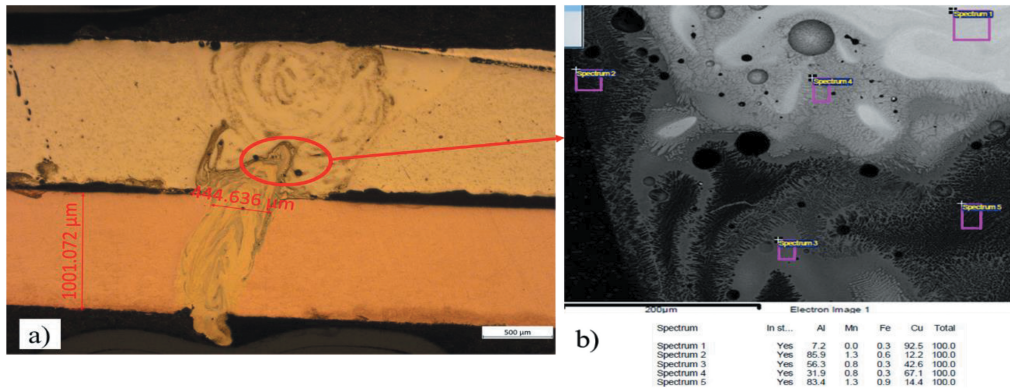 444.636 µm
1001.072 µm
500 µm
a)
Spectrum 1
Spectrum 2
Spectrum 4
Spectrum 5
Spectrum 3
200µm Electron Image 1
b)
Spectrum In st... Al Mn Fe Cu Total
Spectrum 1 Yes 7.2 0.0 0.3 92.5 100.0
Spectrum 2 Yes 85.9 1.3 0.6 12.2 100.0
Spectrum 3 Yes 56.3 0.8 0.3 42.6 100.0
Spectrum 4 Yes 31.9 0.8 0.3 67.1 100.0
Spectrum 5 Yes 83.4 1.3 0.9 14.4 100.0